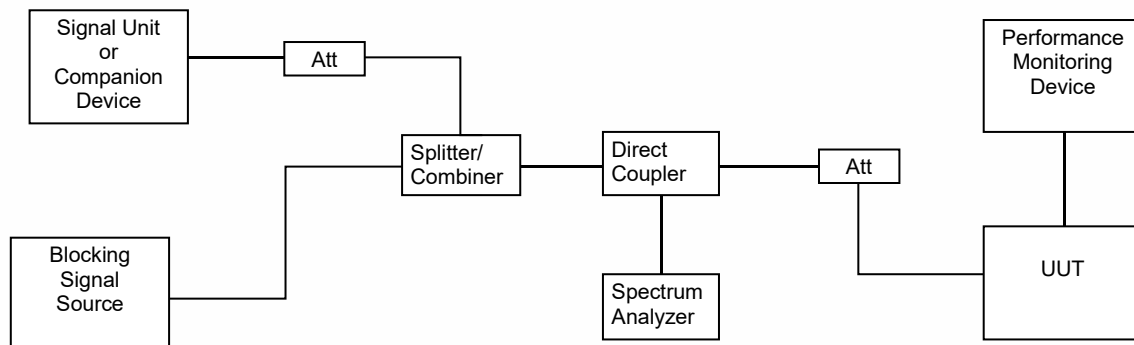 Signal Unit
or
Companion
Device
Att
Splitter/
Combiner
Direct
Coupler
Att
Performance
Monitoring
Device
Blocking
Signal
Source
Spectrum
Analyzer
UUT